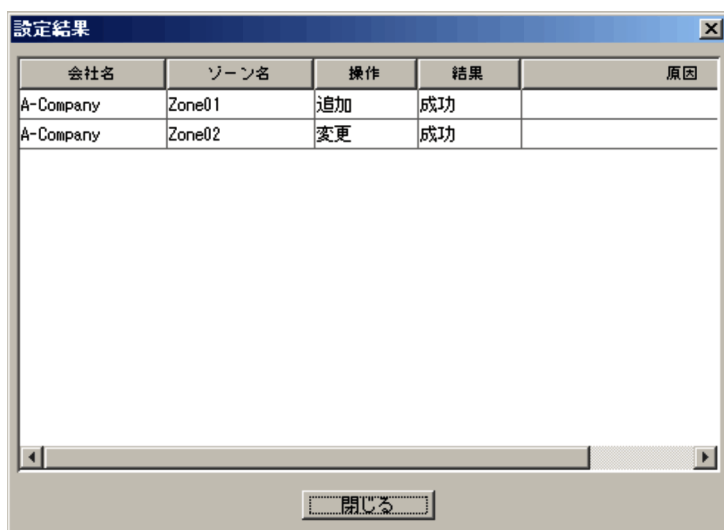 設定結果
会社名 ゾーン名 操作 結果 原因
A-Company Zone01 追加 成功
A-Company Zone02 変更 成功
閉じる